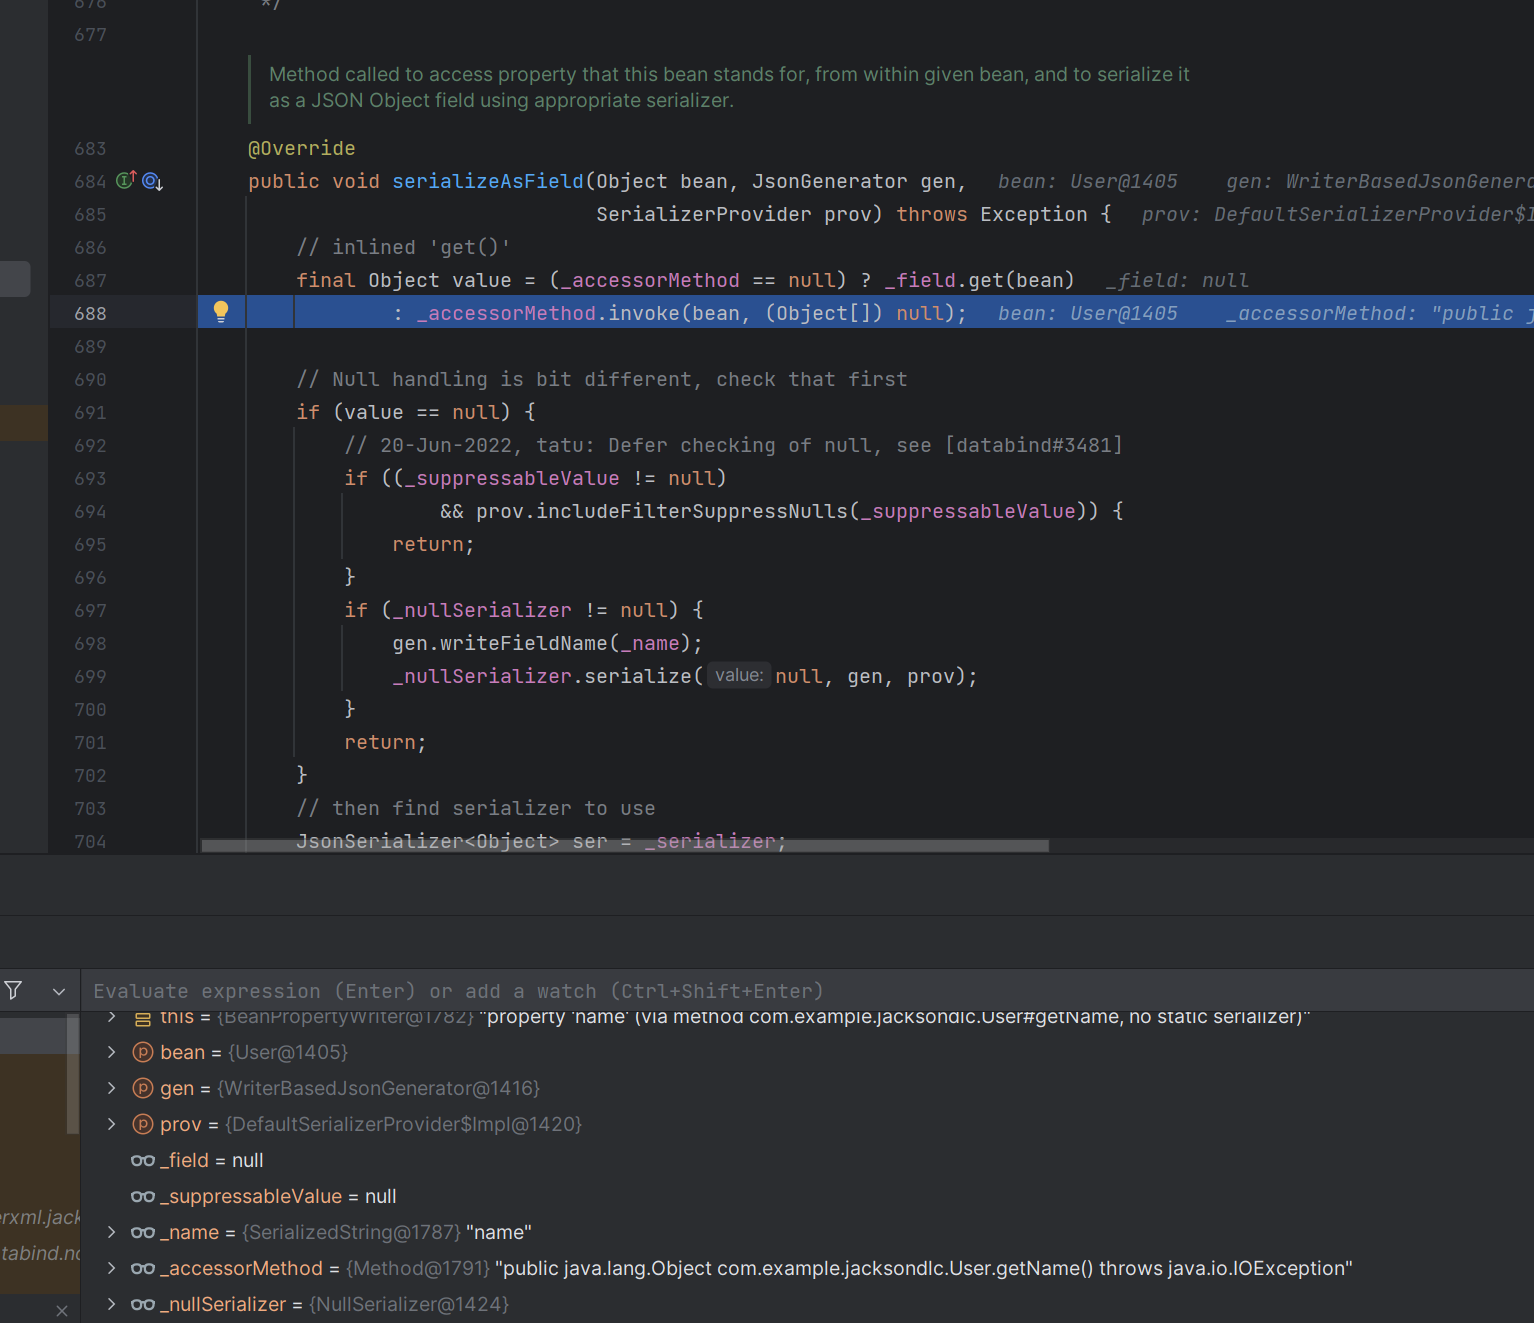 678 */
677
Method called to access property that this bean stands for, from within given bean, and to serialize it
as a JSON Object field using appropriate serializer.
683 @Override
684 public void serializeAsField(Object bean, JsonGenerator gen, bean: User@1405 gen: WriterBasedJsonGenera
685 SerializerProvider prov) throws Exception { prov: DefaultSerializerProvider$I
686 // inlined 'get()'
687 final Object value = (_accessorMethod == null) ? _field.get(bean) _field: null
688 : _accessorMethod.invoke(bean, (Object[]) null); bean: User@1405 _accessorMethod: "public j
689
690 // Null handling is bit different, check that first
691 if (value == null) {
692 // 20-Jun-2022, tatu: Defer checking of null, see [databind#3481]
693 if ((_suppressableValue != null)
694 && prov.includeFilterSuppressNulls(_suppressableValue)) {
695 return;
696 }
697 if (_nullSerializer != null) {
698 gen.writeFieldName(_name);
699 _nullSerializer.serialize( value: null, gen, prov);
700 }
701 return;
702 }
703 // then find serializer to use
704 JsonSerializer<Object> ser = _serializer;
Evaluate expression (Enter) or add a watch (Ctrl+Shift+Enter)
this = {BeanPropertyWriter@1782} "property 'name' (via method com.example.jacksondlc.User#getName, no static serializer)"
bean = {User@1405}
gen = {WriterBasedJsonGenerator@1416}
prov = {DefaultSerializerProvider$Impl@1420}
_field = null
_suppressableValue = null
_name = {SerializedString@1787} "name"
_accessorMethod = {Method@1791} "public java.lang.Object com.example.jacksondlc.User.getName() throws java.io.IOException"
_nullSerializer = {NullSerializer@1424}
erxml.jack
tabind.no